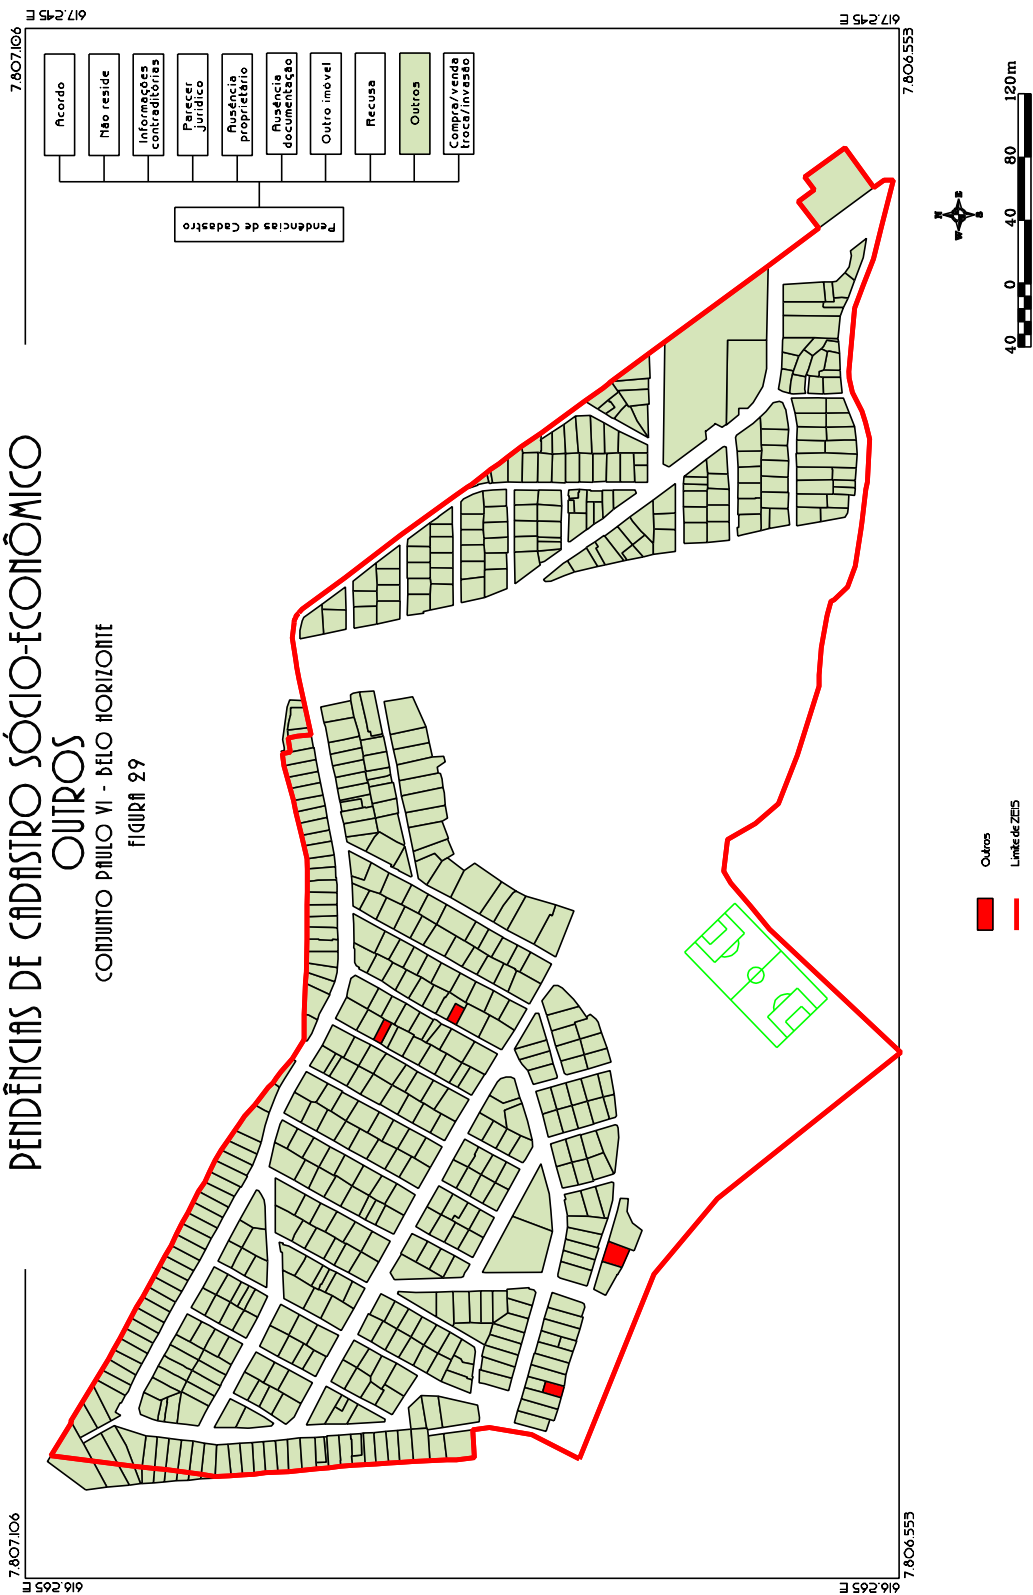 PENDÊNCIAS DE CADASTRO SÓCIO-ECONÔMICO
OUTROS
CONJUNTO PAULO VI - BELO HORIZONTE
FIGURA 29
7.807.106
617.245 E
617.245 E
7.806.553
7.807.106
616.595 E
616.595 E
7.806.553
Pendências de Cadastro
Acordo
Não reside
Informações
contraditórias
Parecer
jurídico
Ausência
proprietário
Ausência
documentação
Outro imóvel
Recusa
Outros
Compra/venda
troca/invasão
N
E
S
W
40
0
40
80
120m
Outros
Limite de ZEIS